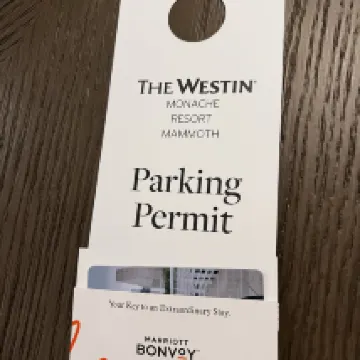 THE WESTIN®
MONACHE
RESORT
MAMMOTH
Parking
Permit
Your Key to an Extraordinary Stay.
MARRIOTT
BONVOY